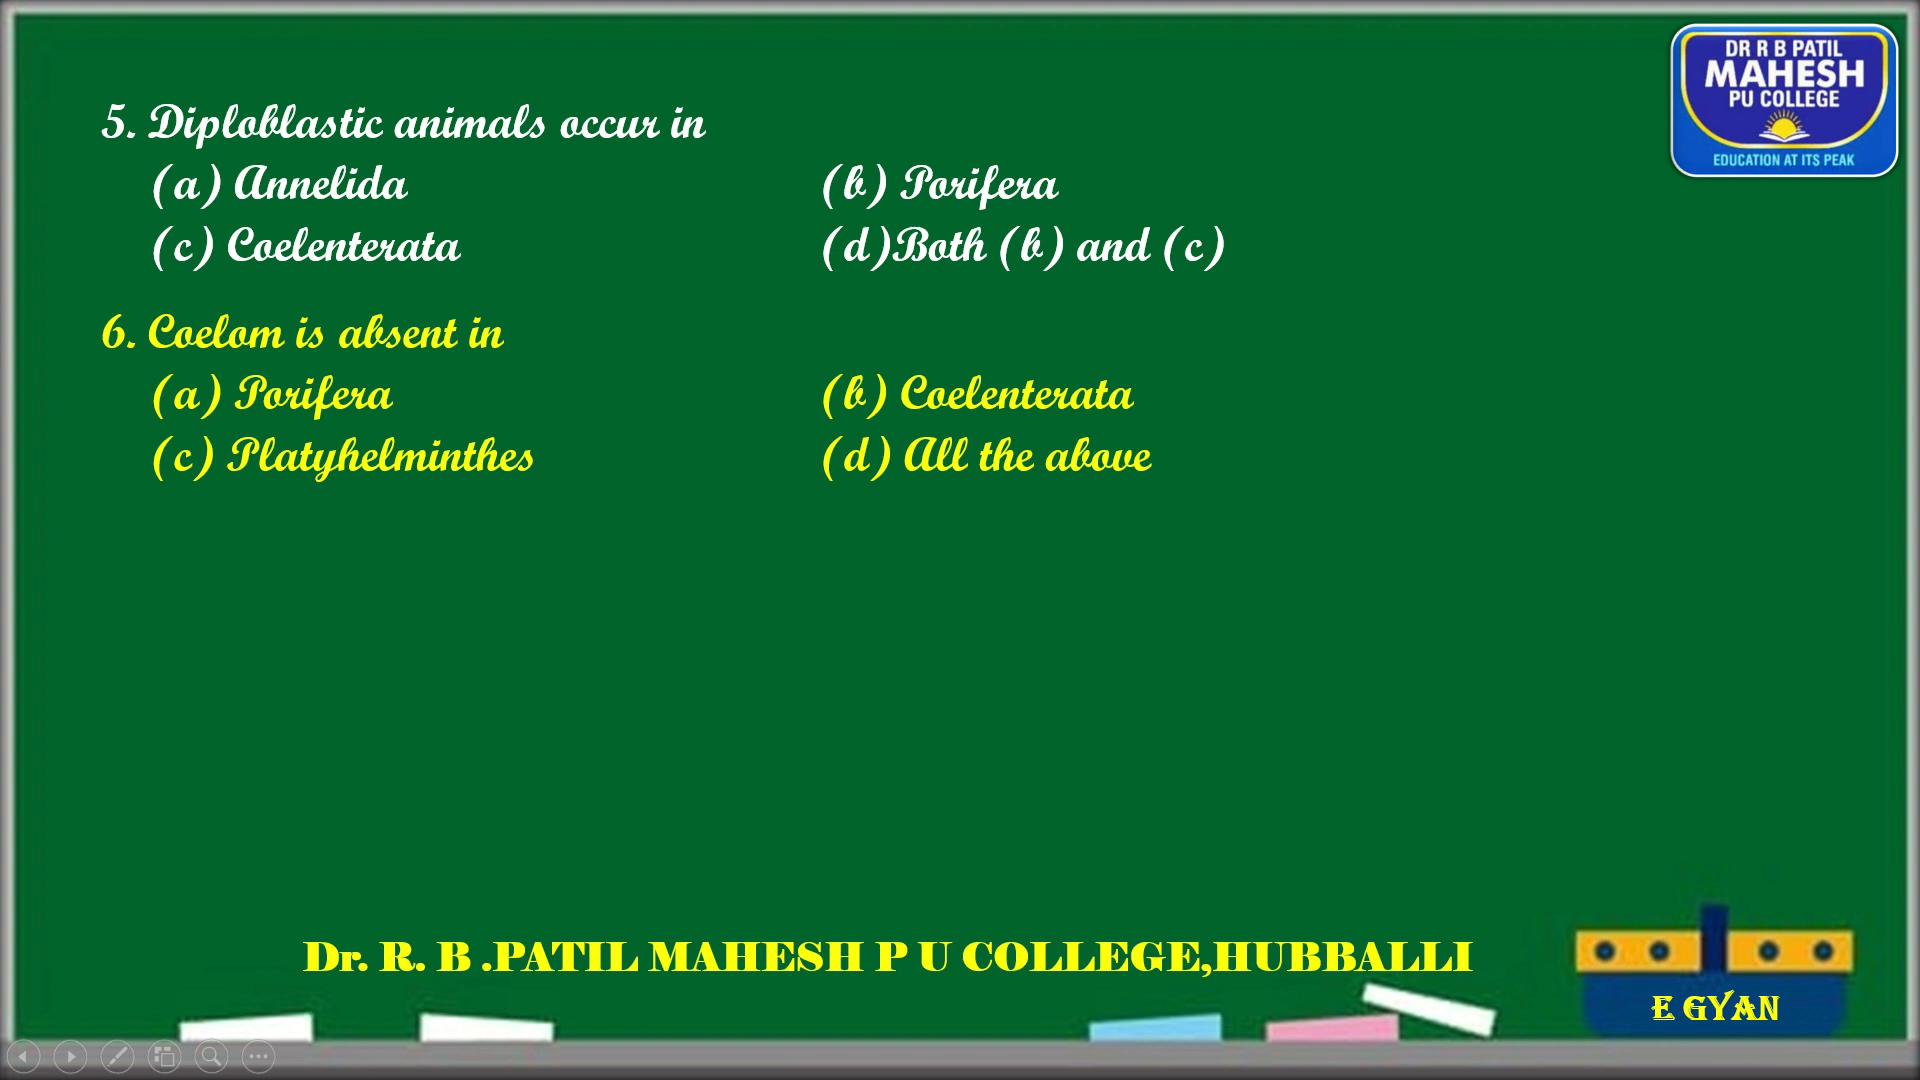 DR R B PATIL
MAHESH
PU COLLEGE
EDUCATION AT ITS PEAK
5. Diploblastic animals occur in
(a) Annelida (b) Porifera
(c) Coelenterata (d)Both (b) and (c)
6. Coelom is absent in
(a) Porifera (b) Coelenterata
(c) Platyhelminthes (d) All the above
Dr. R. B .PATIL MAHESH P U COLLEGE,HUBBALLI
E GYAN